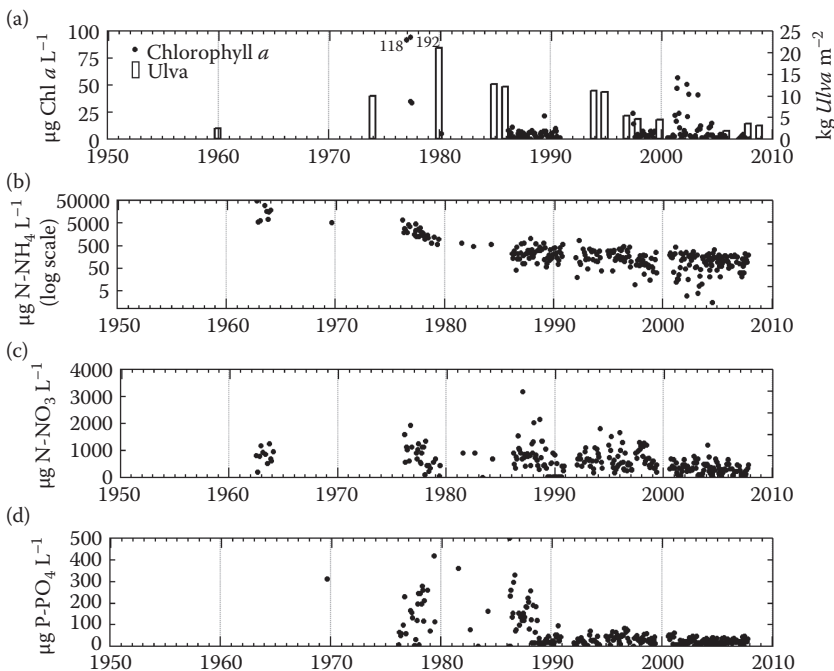 (a)
100
75
50
25
0
µg Chl a L⁻¹
118
192
Chlorophyll a
Ulva
25
20
15
10
5
0
kg Ulva m⁻²
1950 1960 1970 1980 1990 2000 2010
(b)
50000
5000
500
50
5
µg N-NH₄ L⁻¹
(log scale)
1950 1960 1970 1980 1990 2000 2010
(c)
4000
3000
2000
1000
0
µg N-NO₃ L⁻¹
1950 1960 1970 1980 1990 2000 2010
(d)
500
400
300
200
100
0
µg P-PO₄ L⁻¹
1950 1960 1970 1980 1990 2000 2010